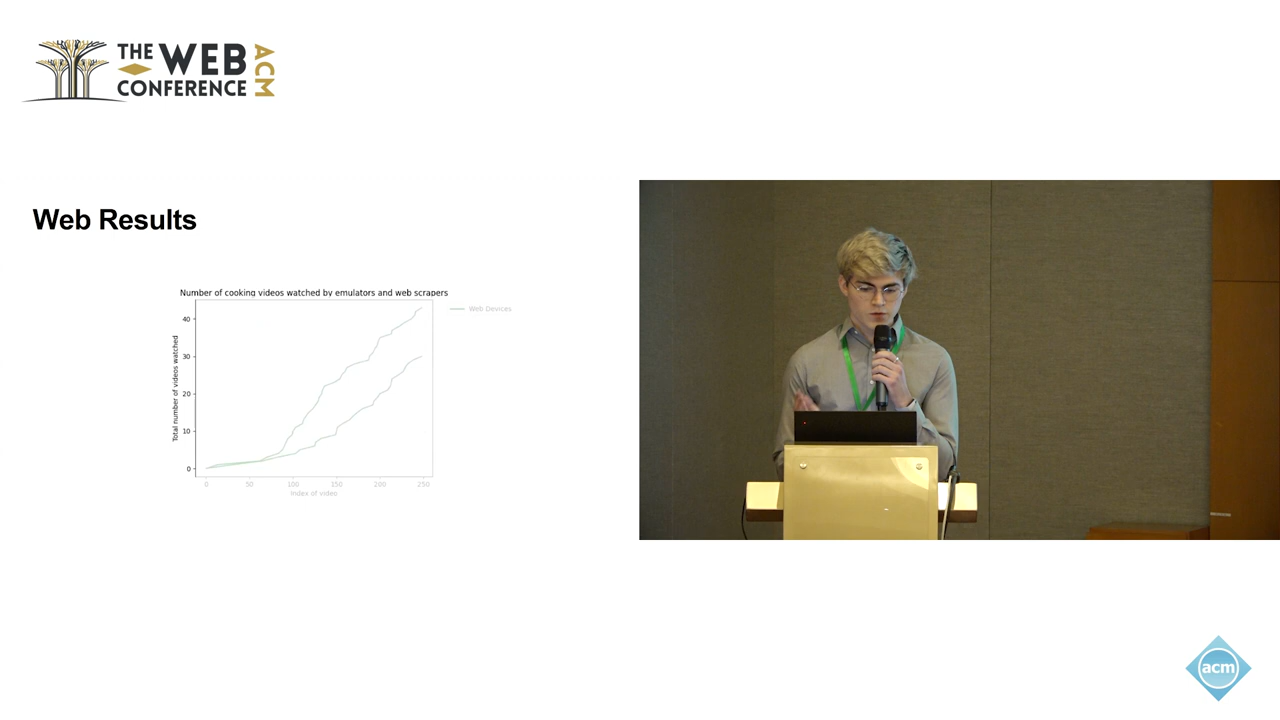 THE WEB
CONFERENCE
ACM
Web Results
Number of cooking videos watched by emulators and web scrapers
Web Devices
Total number of videos watched
40
30
20
10
0
0 50 100 150 200 250
Index of video
acm